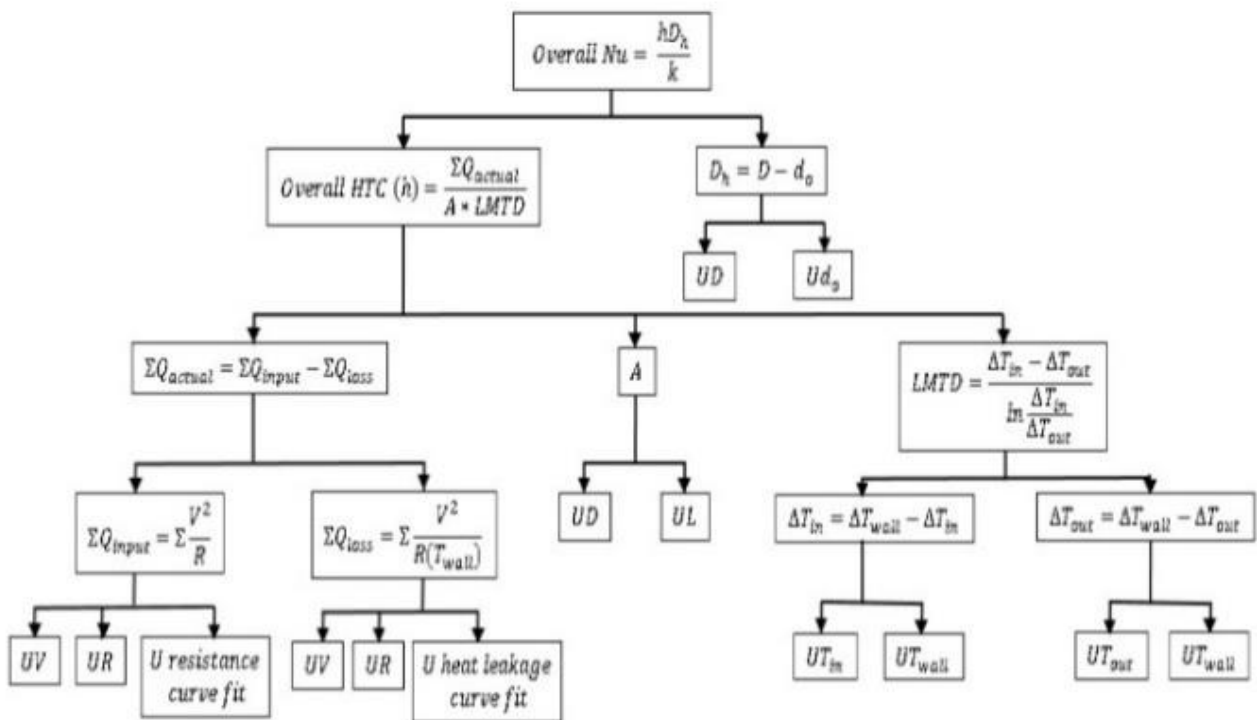 Overall Nu = hD_h / k
Overall HTC (h) = ΣQ_actual / A * LMTD
D_h = D − d_o
UD
Ud_o
ΣQ_actual = ΣQ_input − ΣQ_loss
A
LMTD = (ΔT_in − ΔT_out) / ln (ΔT_in / ΔT_out)
ΣQ_input = Σ V² / R
ΣQ_loss = Σ V² / R(T_wall)
UD
UL
ΔT_in = ΔT_wall − ΔT_in
ΔT_out = ΔT_wall − ΔT_out
UV
UR
U resistance
curve fit
UV
UR
U heat leakage
curve fit
UT_in
UT_wall
UT_out
UT_wall